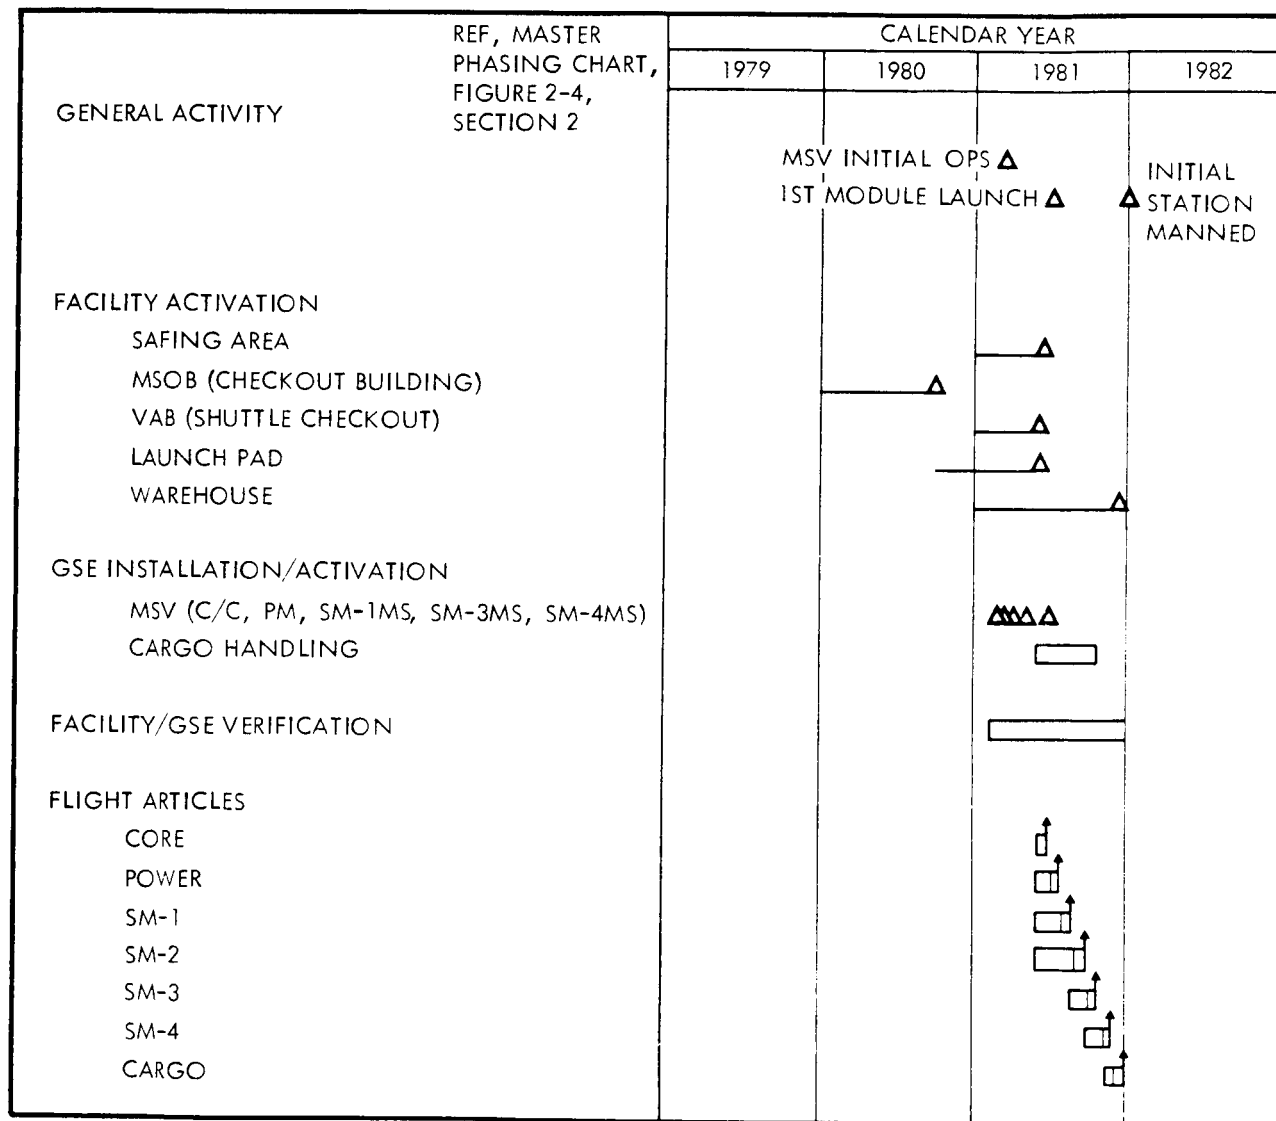 REF, MASTER
PHASING CHART,
FIGURE 2-4,
SECTION 2
GENERAL ACTIVITY
CALENDAR YEAR
1979 1980 1981 1982
MSV INITIAL OPS
1ST MODULE LAUNCH
INITIAL
STATION
MANNED
FACILITY ACTIVATION
SAFING AREA
MSOB (CHECKOUT BUILDING)
VAB (SHUTTLE CHECKOUT)
LAUNCH PAD
WAREHOUSE
GSE INSTALLATION/ACTIVATION
MSV (C/C, PM, SM-1MS, SM-3MS, SM-4MS)
CARGO HANDLING
FACILITY/GSE VERIFICATION
FLIGHT ARTICLES
CORE
POWER
SM-1
SM-2
SM-3
SM-4
CARGO